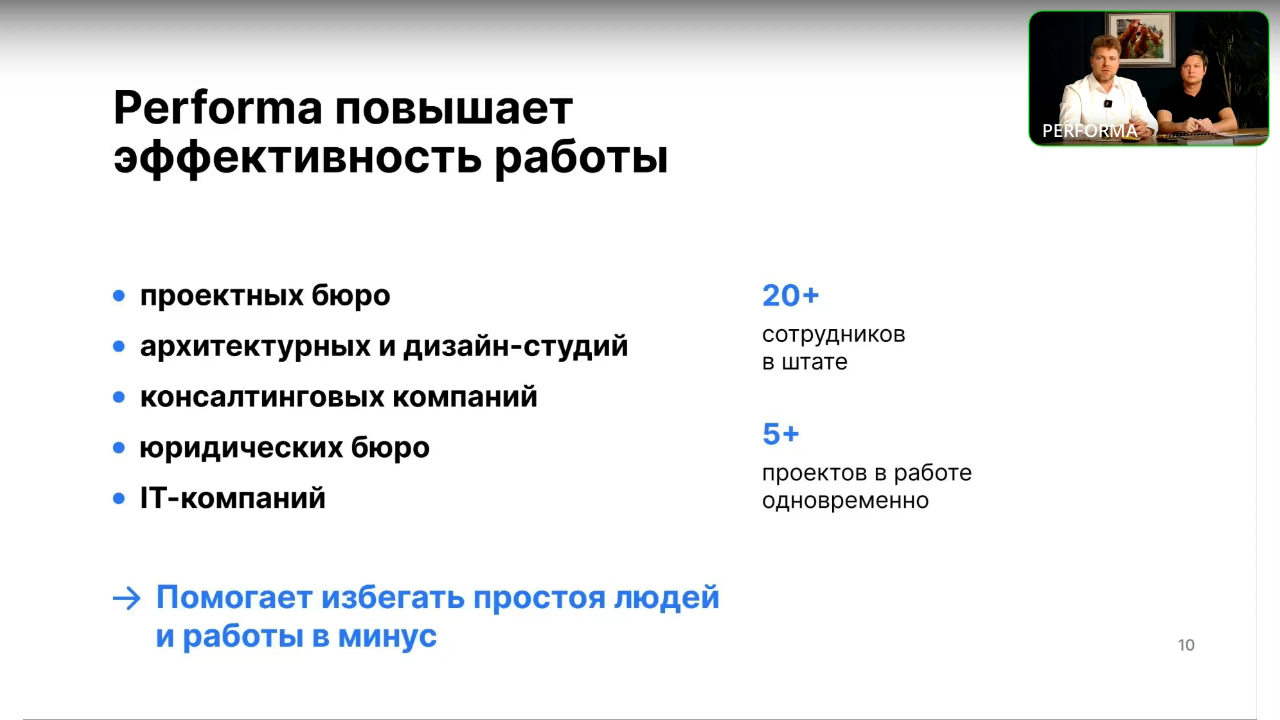 Performa повышает
эффективность работы
проектных бюро
архитектурных и дизайн-студий
консалтинговых компаний
юридических бюро
IT-компаний
20+
сотрудников
в штате
5+
проектов в работе
одновременно
→ Помогает избегать простоя людей
и работы в минус
10
PERFORMA